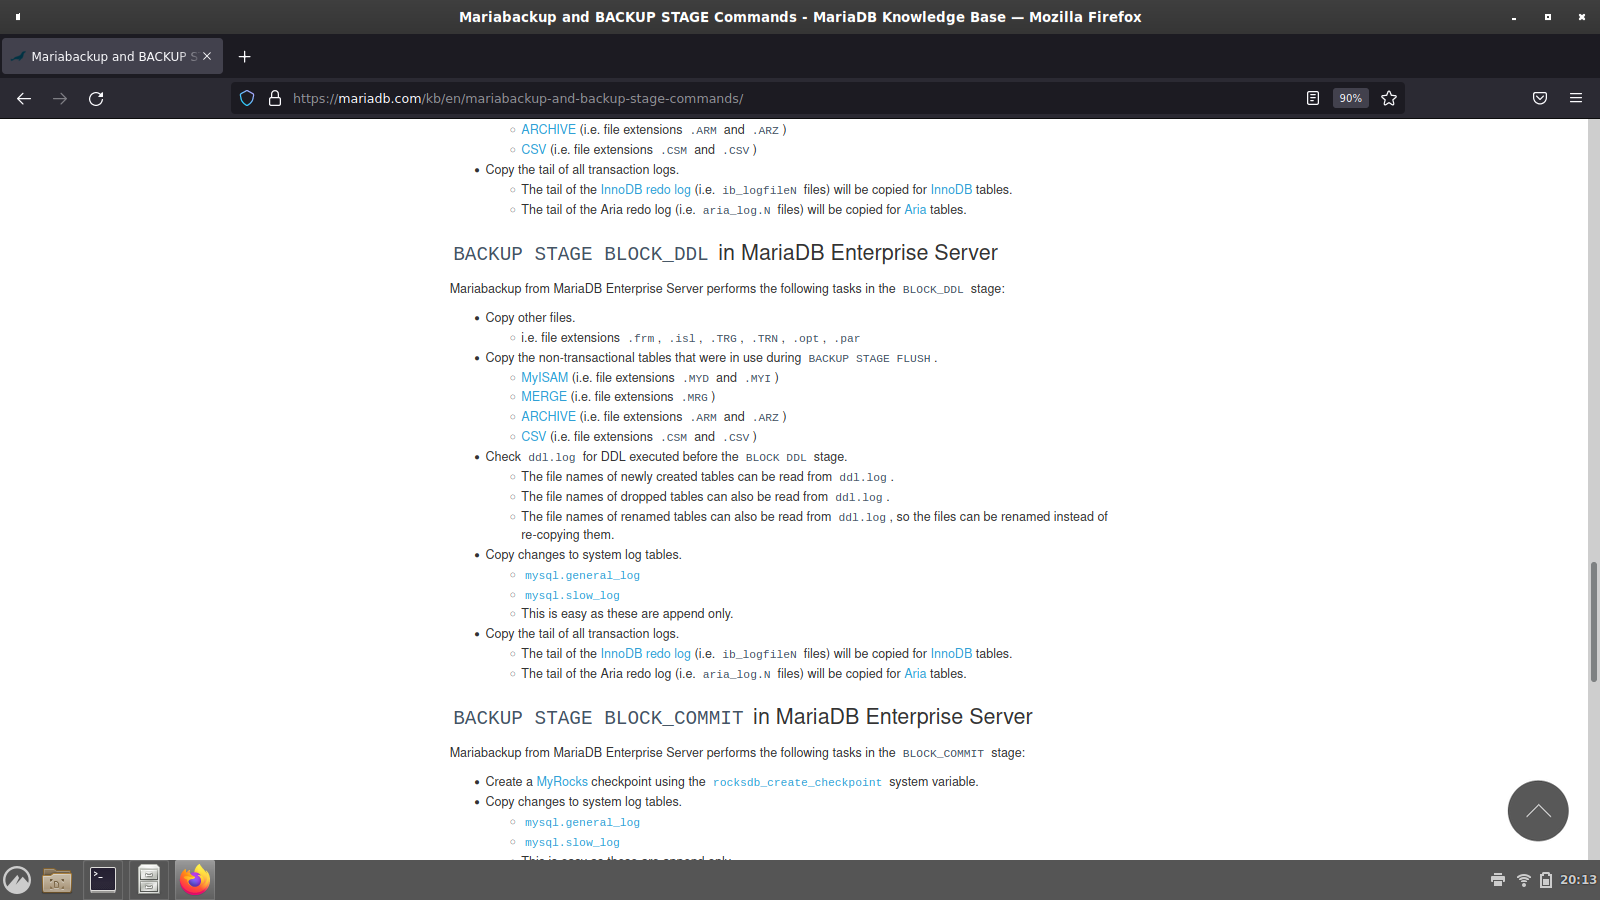 Mariabackup and BACKUP STAGE Commands - MariaDB Knowledge Base — Mozilla Firefox
Mariabackup and BACKUP S
https://mariadb.com/kb/en/mariabackup-and-backup-stage-commands/
90%
ARCHIVE (i.e. file extensions .ARM and .ARZ )
CSV (i.e. file extensions .CSM and .CSV )
Copy the tail of all transaction logs.
The tail of the InnoDB redo log (i.e. ib_logfileN files) will be copied for InnoDB tables.
The tail of the Aria redo log (i.e. aria_log.N files) will be copied for Aria tables.
BACKUP STAGE BLOCK_DDL in MariaDB Enterprise Server
Mariabackup from MariaDB Enterprise Server performs the following tasks in the BLOCK_DDL stage:
Copy other files.
i.e. file extensions .frm , .isl , .TRG , .TRN , .opt , .par
Copy the non-transactional tables that were in use during BACKUP STAGE FLUSH .
MyISAM (i.e. file extensions .MYD and .MYI )
MERGE (i.e. file extensions .MRG )
ARCHIVE (i.e. file extensions .ARM and .ARZ )
CSV (i.e. file extensions .CSM and .CSV )
Check ddl.log for DDL executed before the BLOCK DDL stage.
The file names of newly created tables can be read from ddl.log .
The file names of dropped tables can also be read from ddl.log .
The file names of renamed tables can also be read from ddl.log , so the files can be renamed instead of
re-copying them.
Copy changes to system log tables.
mysql.general_log
mysql.slow_log
This is easy as these are append only.
Copy the tail of all transaction logs.
The tail of the InnoDB redo log (i.e. ib_logfileN files) will be copied for InnoDB tables.
The tail of the Aria redo log (i.e. aria_log.N files) will be copied for Aria tables.
BACKUP STAGE BLOCK_COMMIT in MariaDB Enterprise Server
Mariabackup from MariaDB Enterprise Server performs the following tasks in the BLOCK_COMMIT stage:
Create a MyRocks checkpoint using the rocksdb_create_checkpoint system variable.
Copy changes to system log tables.
mysql.general_log
mysql.slow_log
This is easy as these are append only.
20:13